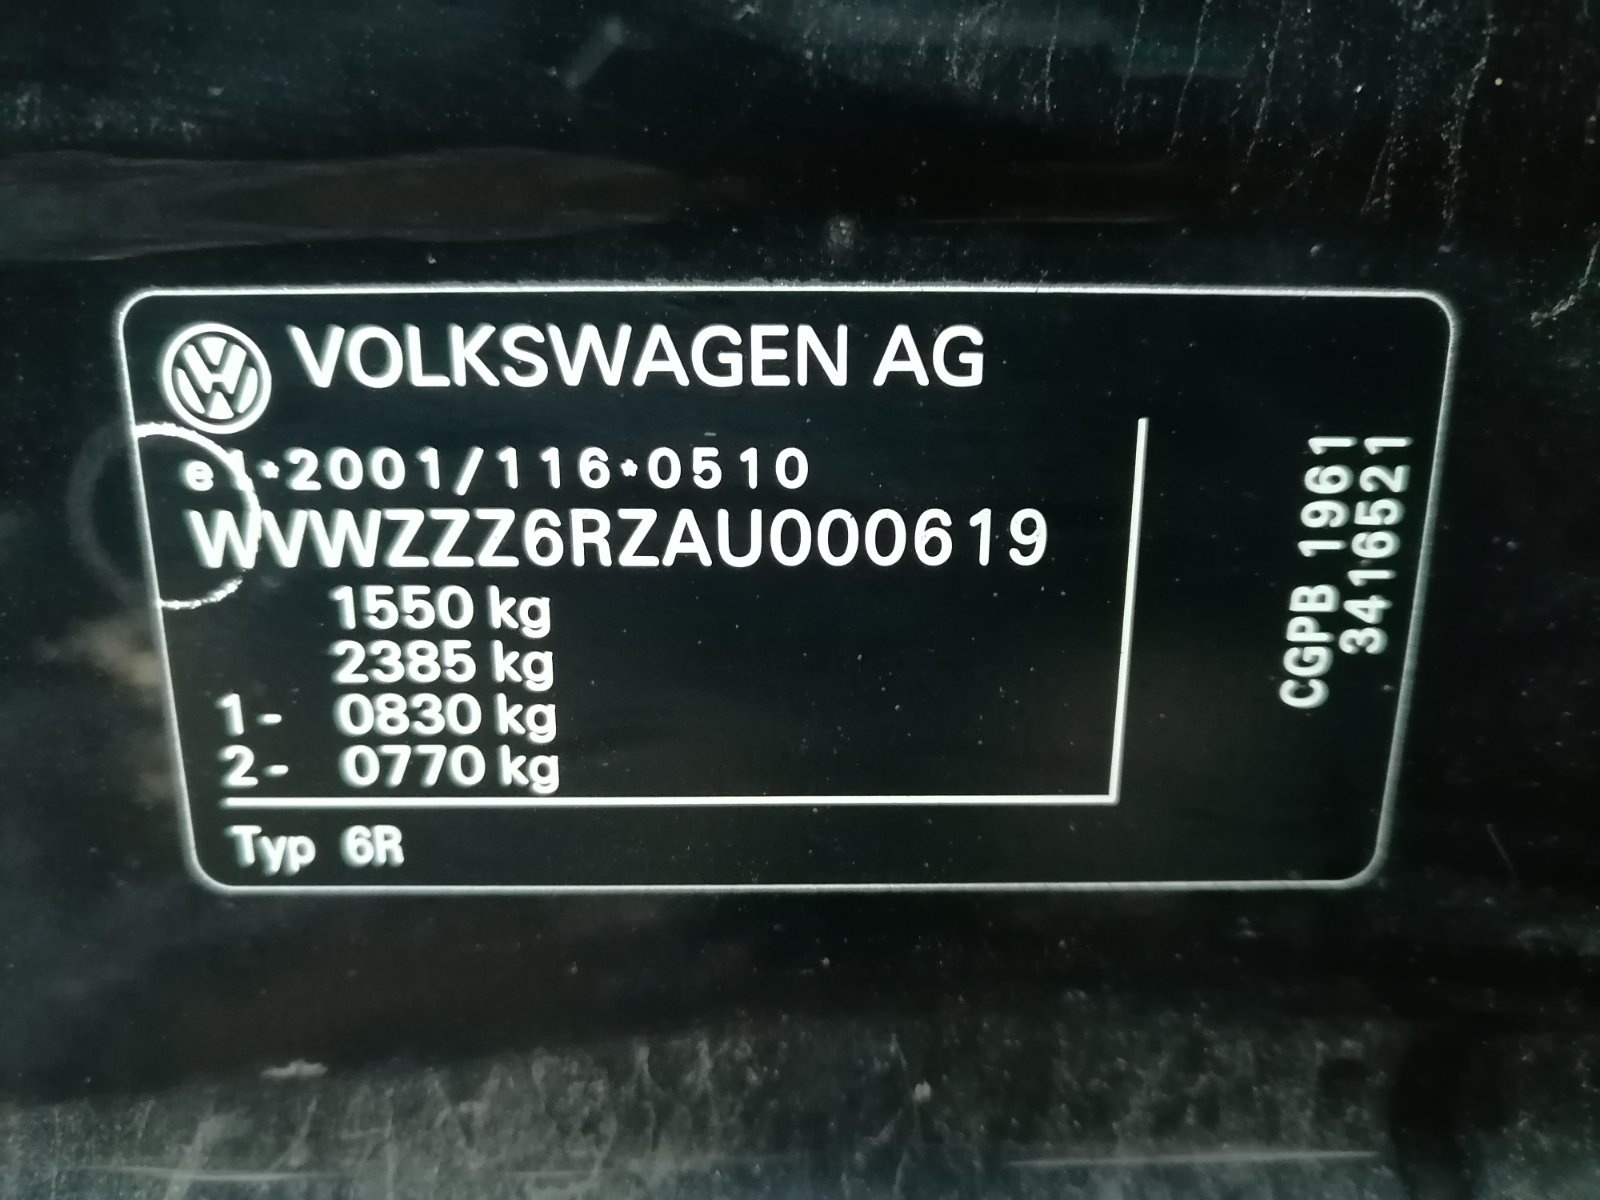 VOLKSWAGEN AG
e1*2001/116*0510
WVWZZZ6RZAU000619
1550 kg
2385 kg
1- 0830 kg
2- 0770 kg
Typ 6R
CGPB 1961
3416521